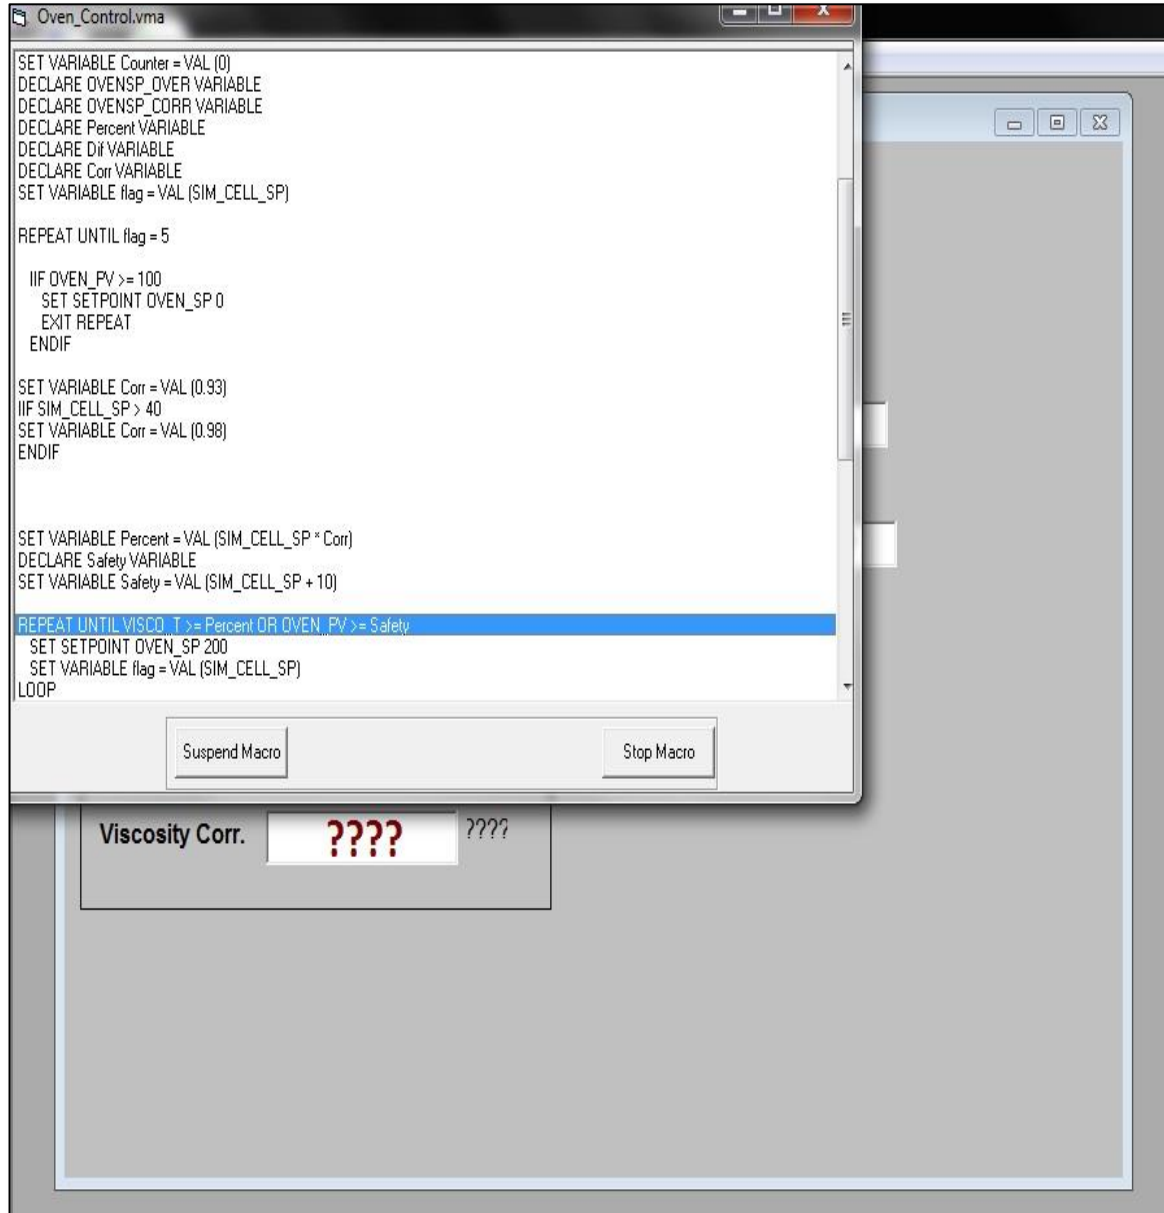 Oven_Control.vma
SET VARIABLE Counter = VAL (0)
DECLARE OVENSP_OVER VARIABLE
DECLARE OVENSP_CORR VARIABLE
DECLARE Percent VARIABLE
DECLARE Dif VARIABLE
DECLARE Corr VARIABLE
SET VARIABLE flag = VAL (SIM_CELL_SP)
REPEAT UNTIL flag = 5
IIF OVEN_PV >= 100
SET SETPOINT OVEN_SP 0
EXIT REPEAT
ENDIF
SET VARIABLE Corr = VAL (0.93)
IIF SIM_CELL_SP > 40
SET VARIABLE Corr = VAL (0.98)
ENDIF
SET VARIABLE Percent = VAL (SIM_CELL_SP * Corr)
DECLARE Safety VARIABLE
SET VARIABLE Safety = VAL (SIM_CELL_SP + 10)
REPEAT UNTIL VISCO_T >= Percent OR OVEN_PV >= Safety
SET SETPOINT OVEN_SP 200
SET VARIABLE flag = VAL (SIM_CELL_SP)
LOOP
Suspend Macro
Stop Macro
Viscosity Corr. ???? ????